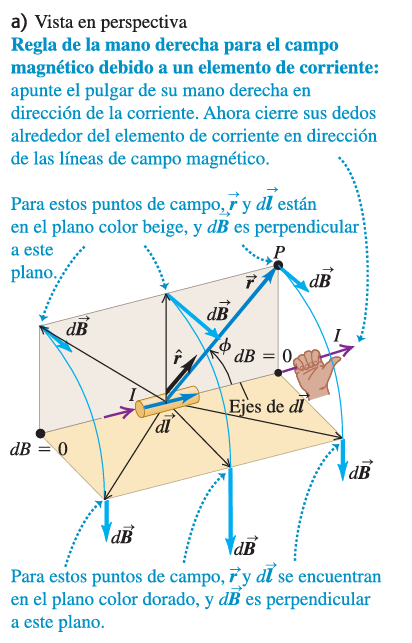 a) Vista en perspectiva
Regla de la mano derecha para el campo
magnético debido a un elemento de corriente:
apunte el pulgar de su mano derecha en
dirección de la corriente. Ahora cierre sus dedos
alrededor del elemento de corriente en dirección
de las líneas de campo magnético.
Para estos puntos de campo, r⃗ y dl⃗ están
en el plano color beige, y dB⃗ es perpendicular
a este
plano.
P
r⃗
dB⃗
dB⃗
dB⃗
I
r̂
ϕ
dB = 0
I
dl⃗
Ejes de dl⃗
dB = 0
dB⃗
dB⃗
dB⃗
Para estos puntos de campo, r⃗ y dl⃗ se encuentran
en el plano color dorado, y dB⃗ es perpendicular
a este plano.